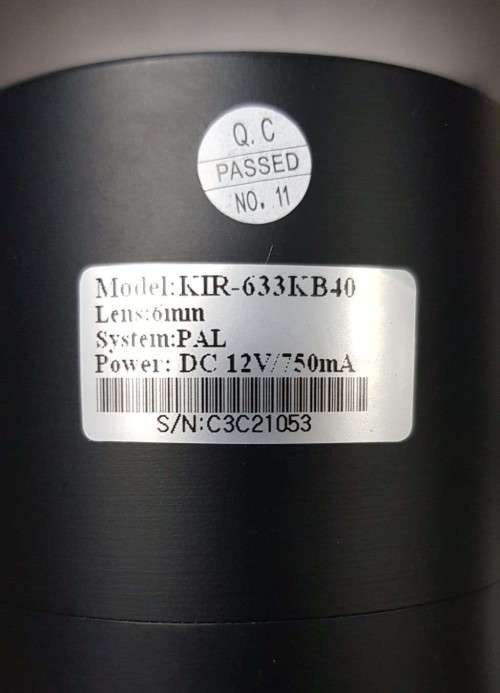 Q.C
PASSED
NO. 11
Model:KIR-633KB40
Lens:6mm
System:PAL
Power: DC 12V/750mA
S/N:C3C21053